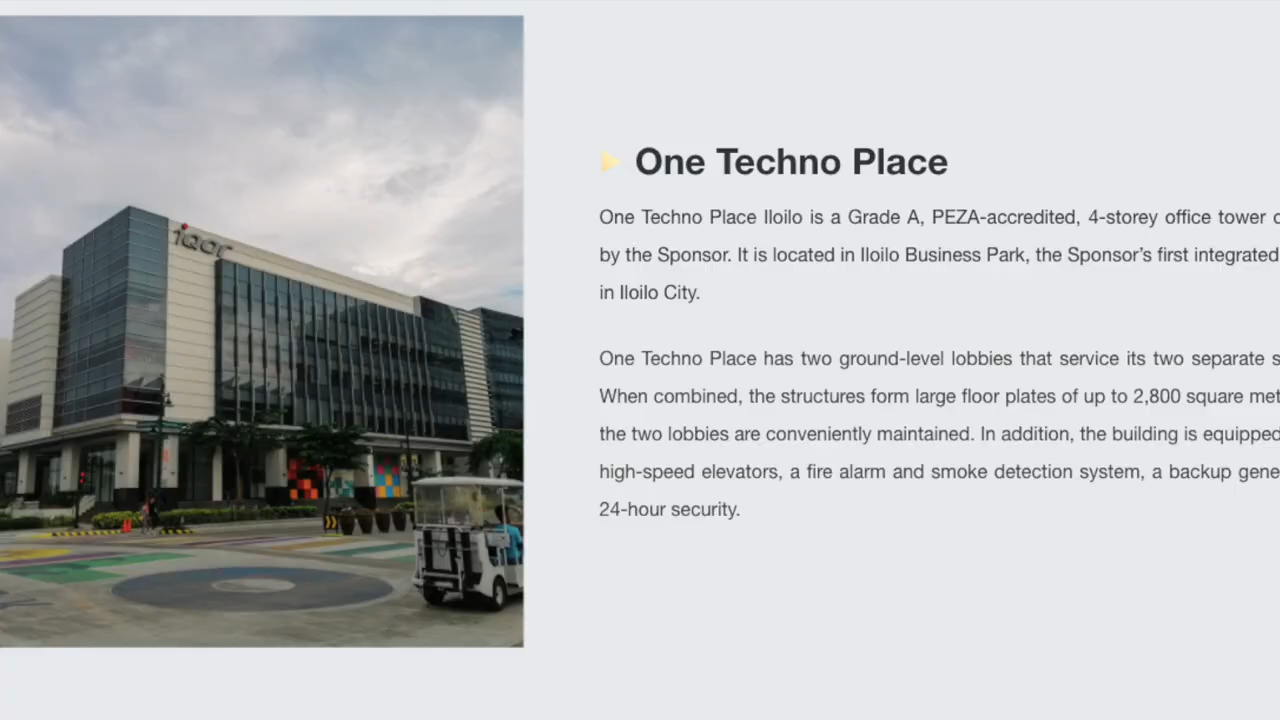 iqor
One Techno Place
One Techno Place Iloilo is a Grade A, PEZA-accredited, 4-storey office tower
by the Sponsor. It is located in Iloilo Business Park, the Sponsor’s first integrated
in Iloilo City.
One Techno Place has two ground-level lobbies that service its two separate
When combined, the structures form large floor plates of up to 2,800 square
the two lobbies are conveniently maintained. In addition, the building is equipped
high-speed elevators, a fire alarm and smoke detection system, a backup
24-hour security.